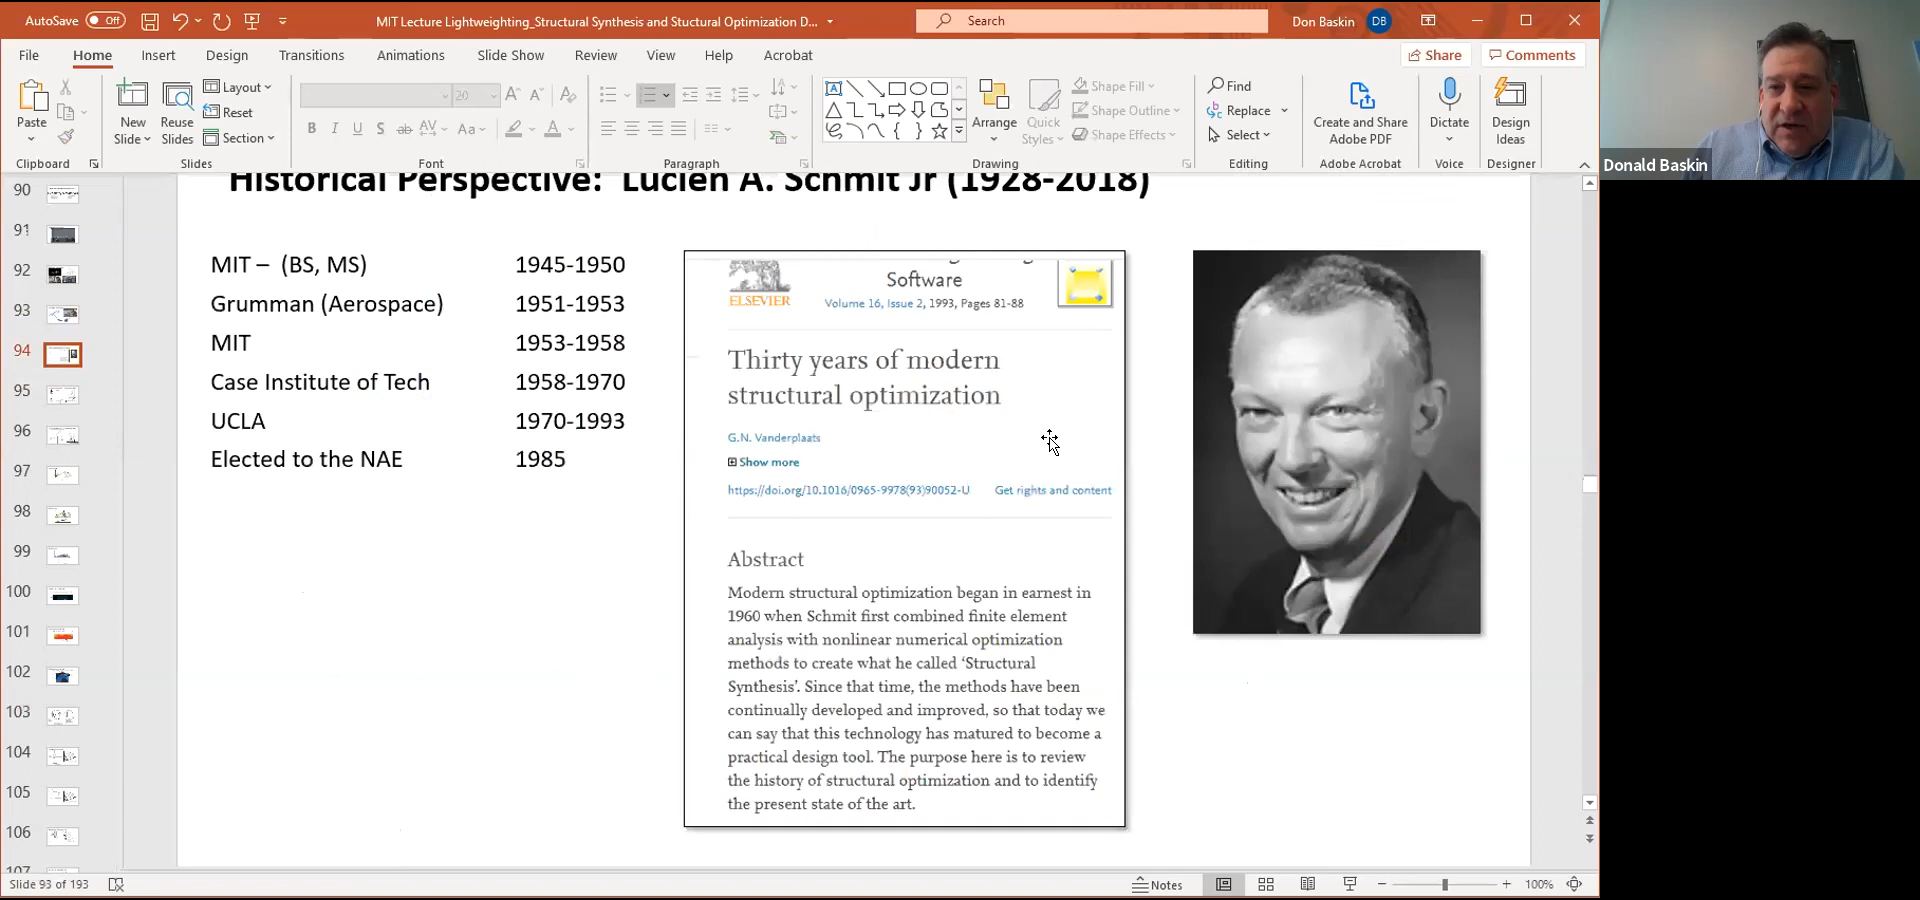 AutoSave Off MIT Lecture Lightweighting_Structural Synthesis and Stuctural Optimization D... Search Don Baskin DB
File Home Insert Design Transitions Animations Slide Show Review View Help Acrobat Share Comments
Paste
Clipboard
New Slide
Reuse Slides
Layout
Reset
Section
Slides
20
B I U S ab AV Aa A
Font
Paragraph
Arrange
Quick Styles
Shape Fill
Shape Outline
Shape Effects
Drawing
Find
Replace
Select
Editing
Create and Share Adobe PDF
Adobe Acrobat
Dictate
Voice
Design Ideas
Designer
Donald Baskin
90
91
92
93
94
95
96
97
98
99
100
101
102
103
104
105
106
107
Historical Perspective: Lucien A. Schmit Jr (1928-2018)
MIT – (BS, MS) 1945-1950
Grumman (Aerospace) 1951-1953
MIT 1953-1958
Case Institute of Tech 1958-1970
UCLA 1970-1993
Elected to the NAE 1985
ELSEVIER
Software
Volume 16, Issue 2, 1993, Pages 81-88
Thirty years of modern
structural optimization
G.N. Vanderplaats
Show more
https://doi.org/10.1016/0965-9978(93)90052-U Get rights and content
Abstract
Modern structural optimization began in earnest in
1960 when Schmit first combined finite element
analysis with nonlinear numerical optimization
methods to create what he called ‘Structural
Synthesis’. Since that time, the methods have been
continually developed and improved, so that today we
can say that this technology has matured to become a
practical design tool. The purpose here is to review
the history of structural optimization and to identify
the present state of the art.
Slide 93 of 193 Notes 100%